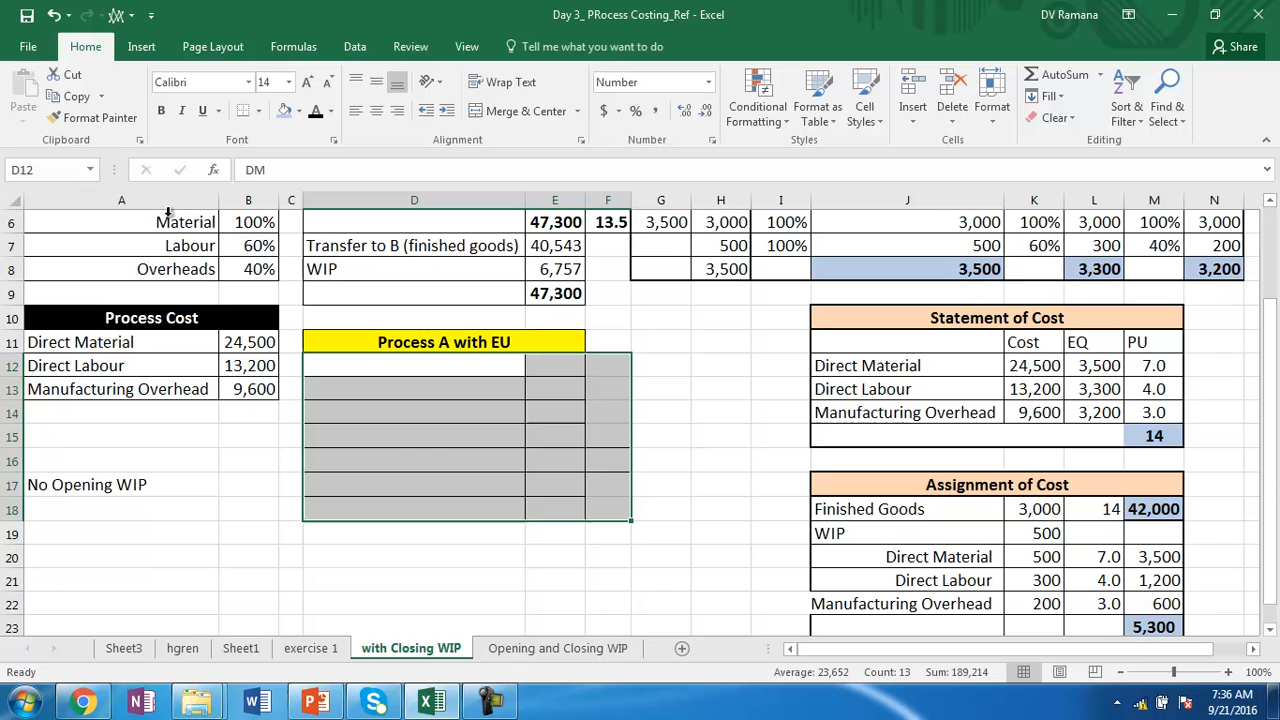 Day 3_ PRocess Costing_Ref - Excel
DV Ramana
File Home Insert Page Layout Formulas Data Review View Tell me what you want to do Share
Paste Cut Copy Format Painter
Clipboard
Calibri 14
B I U
Font
Wrap Text
Merge & Center
Alignment
Number
$ % ,
Number
Conditional Formatting Format as Table Cell Styles
Styles
Insert Delete Format
Cells
AutoSum Fill Clear
Sort & Filter Find & Select
Editing
D12 fx DM
A B C D E F G H I J K L M N
6 Material 100% 47,300 13.5 3,500 3,000 100% 3,000 100% 3,000 100% 3,000
7 Labour 60% Transfer to B (finished goods) 40,543 500 100% 500 60% 300 40% 200
8 Overheads 40% WIP 6,757 3,500 3,500 3,300 3,200
9 47,300
10 Process Cost Statement of Cost
11 Direct Material 24,500 Process A with EU Cost EQ PU
12 Direct Labour 13,200 Direct Material 24,500 3,500 7.0
13 Manufacturing Overhead 9,600 Direct Labour 13,200 3,300 4.0
14 Manufacturing Overhead 9,600 3,200 3.0
15 14
16
17 No Opening WIP Assignment of Cost
18 Finished Goods 3,000 14 42,000
19 WIP 500
20 Direct Material 500 7.0 3,500
21 Direct Labour 300 4.0 1,200
22 Manufacturing Overhead 200 3.0 600
23 5,300
Sheet3 hgren Sheet1 exercise 1 with Closing WIP Opening and Closing WIP
Ready Average: 23,652 Count: 13 Sum: 189,214 100%
7:36 AM
9/21/2016